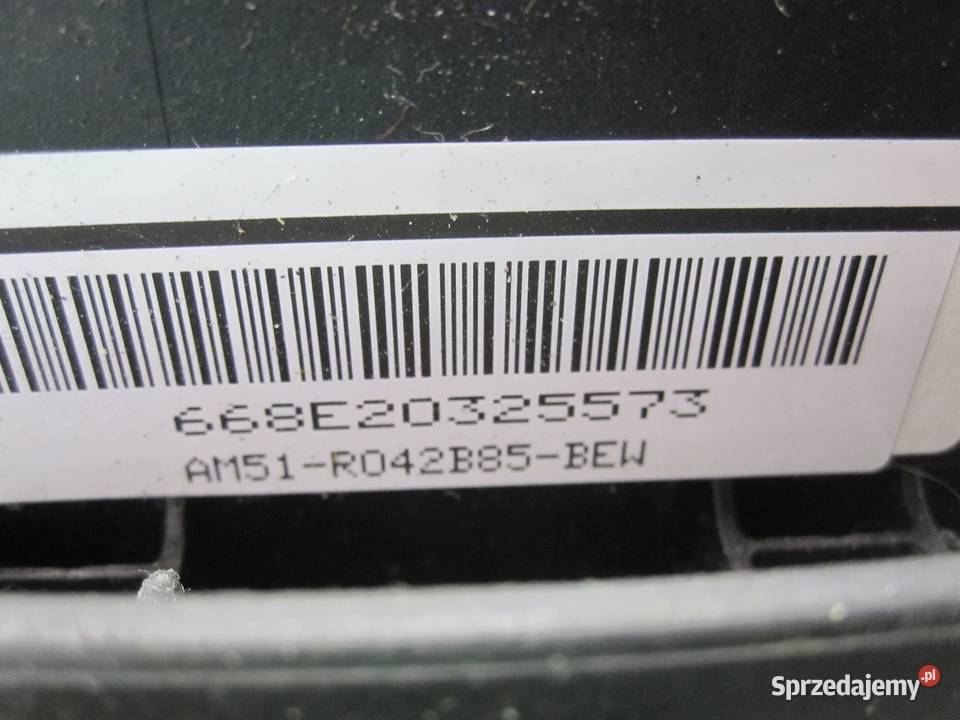 668E20325573
AM51-R042B85-BEW
Sprzedajemy.pl